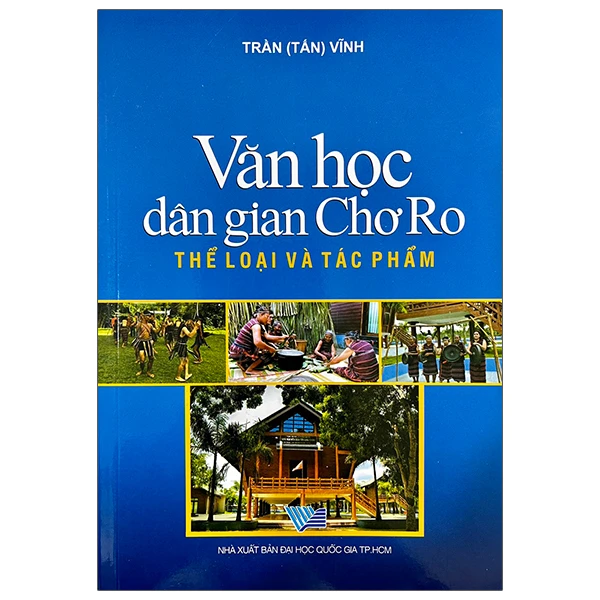 TRẦN (TẤN) VĨNH
Văn học
dân gian Chơ Ro
THỂ LOẠI VÀ TÁC PHẨM
NHÀ XUẤT BẢN ĐẠI HỌC QUỐC GIA TP.HCM